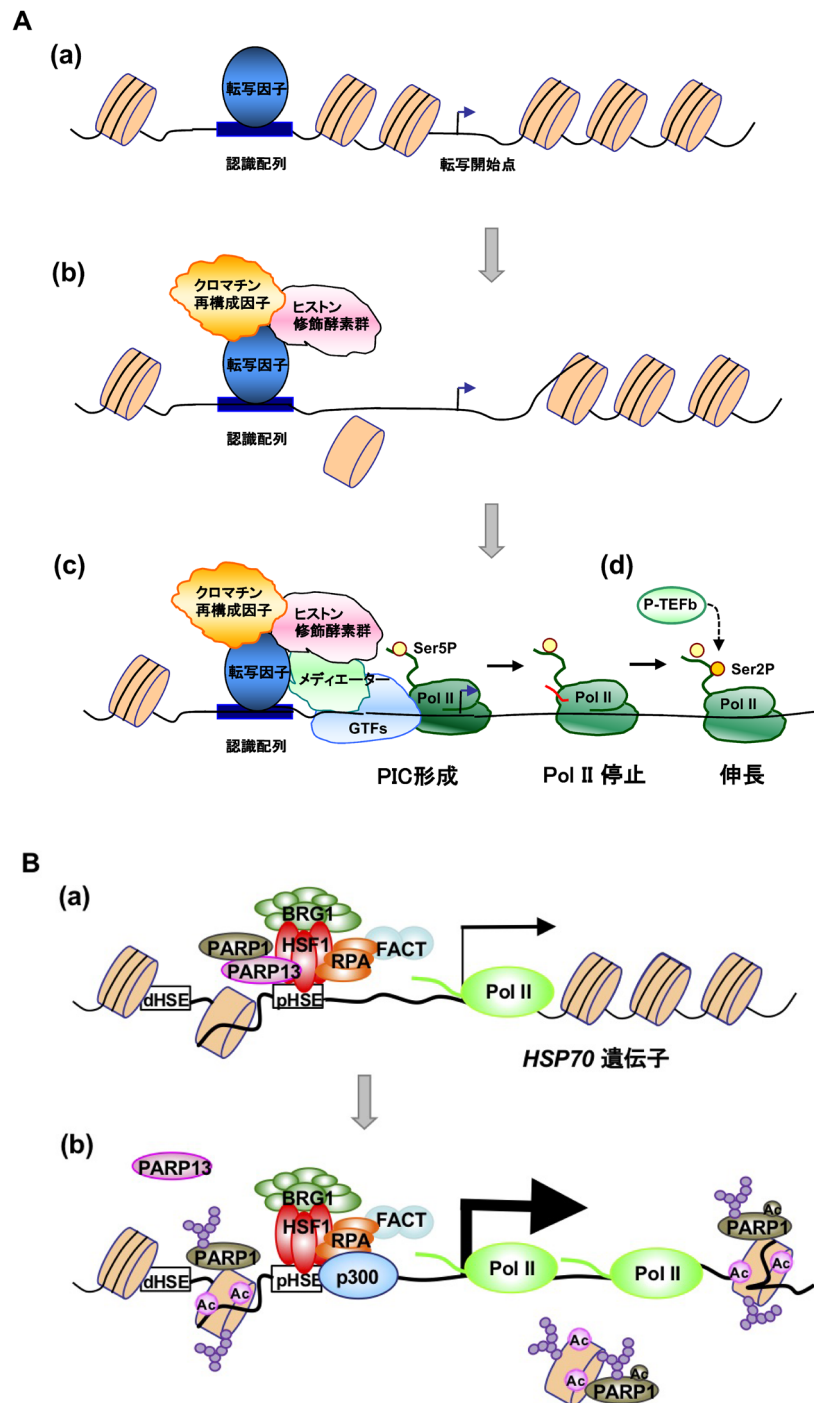 A
(a)
転写因子
認識配列
転写開始点
(b)
クロマチン
再構成因子
ヒストン
修飾酵素群
転写因子
認識配列
(c)
クロマチン
再構成因子
ヒストン
修飾酵素群
転写因子
メディエーター
GTFs
認識配列
Ser5P
Pol II
PIC形成
Pol II
Pol II 停止
(d)
P-TEFb
Ser2P
Pol II
伸長
B
(a)
BRG1
PARP1
HSF1
FACT
PARP13
RPA
dHSE
pHSE
Pol II
HSP70 遺伝子
(b)
PARP13
BRG1
HSF1
FACT
PARP1
RPA
dHSE
pHSE
p300
Ac
Ac
Pol II
Pol II
Ac
PARP1
Ac
Ac
Ac
Ac
Ac
PARP1